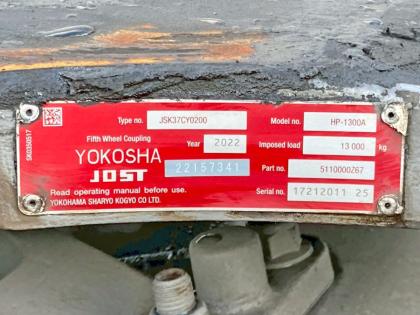 SK0350517
Type no. JSK37CY0200 Model no. HP-1300A
Fifth Wheel Coupling Year 2022 Imposed load 13 000 kg
YOKOSHA 22157341 Part no. 5110000Z67
JOST
Read operating manual before use. Serial no. 17212011 25
YOKOHAMA SHARYO KOGYO CO LTD.